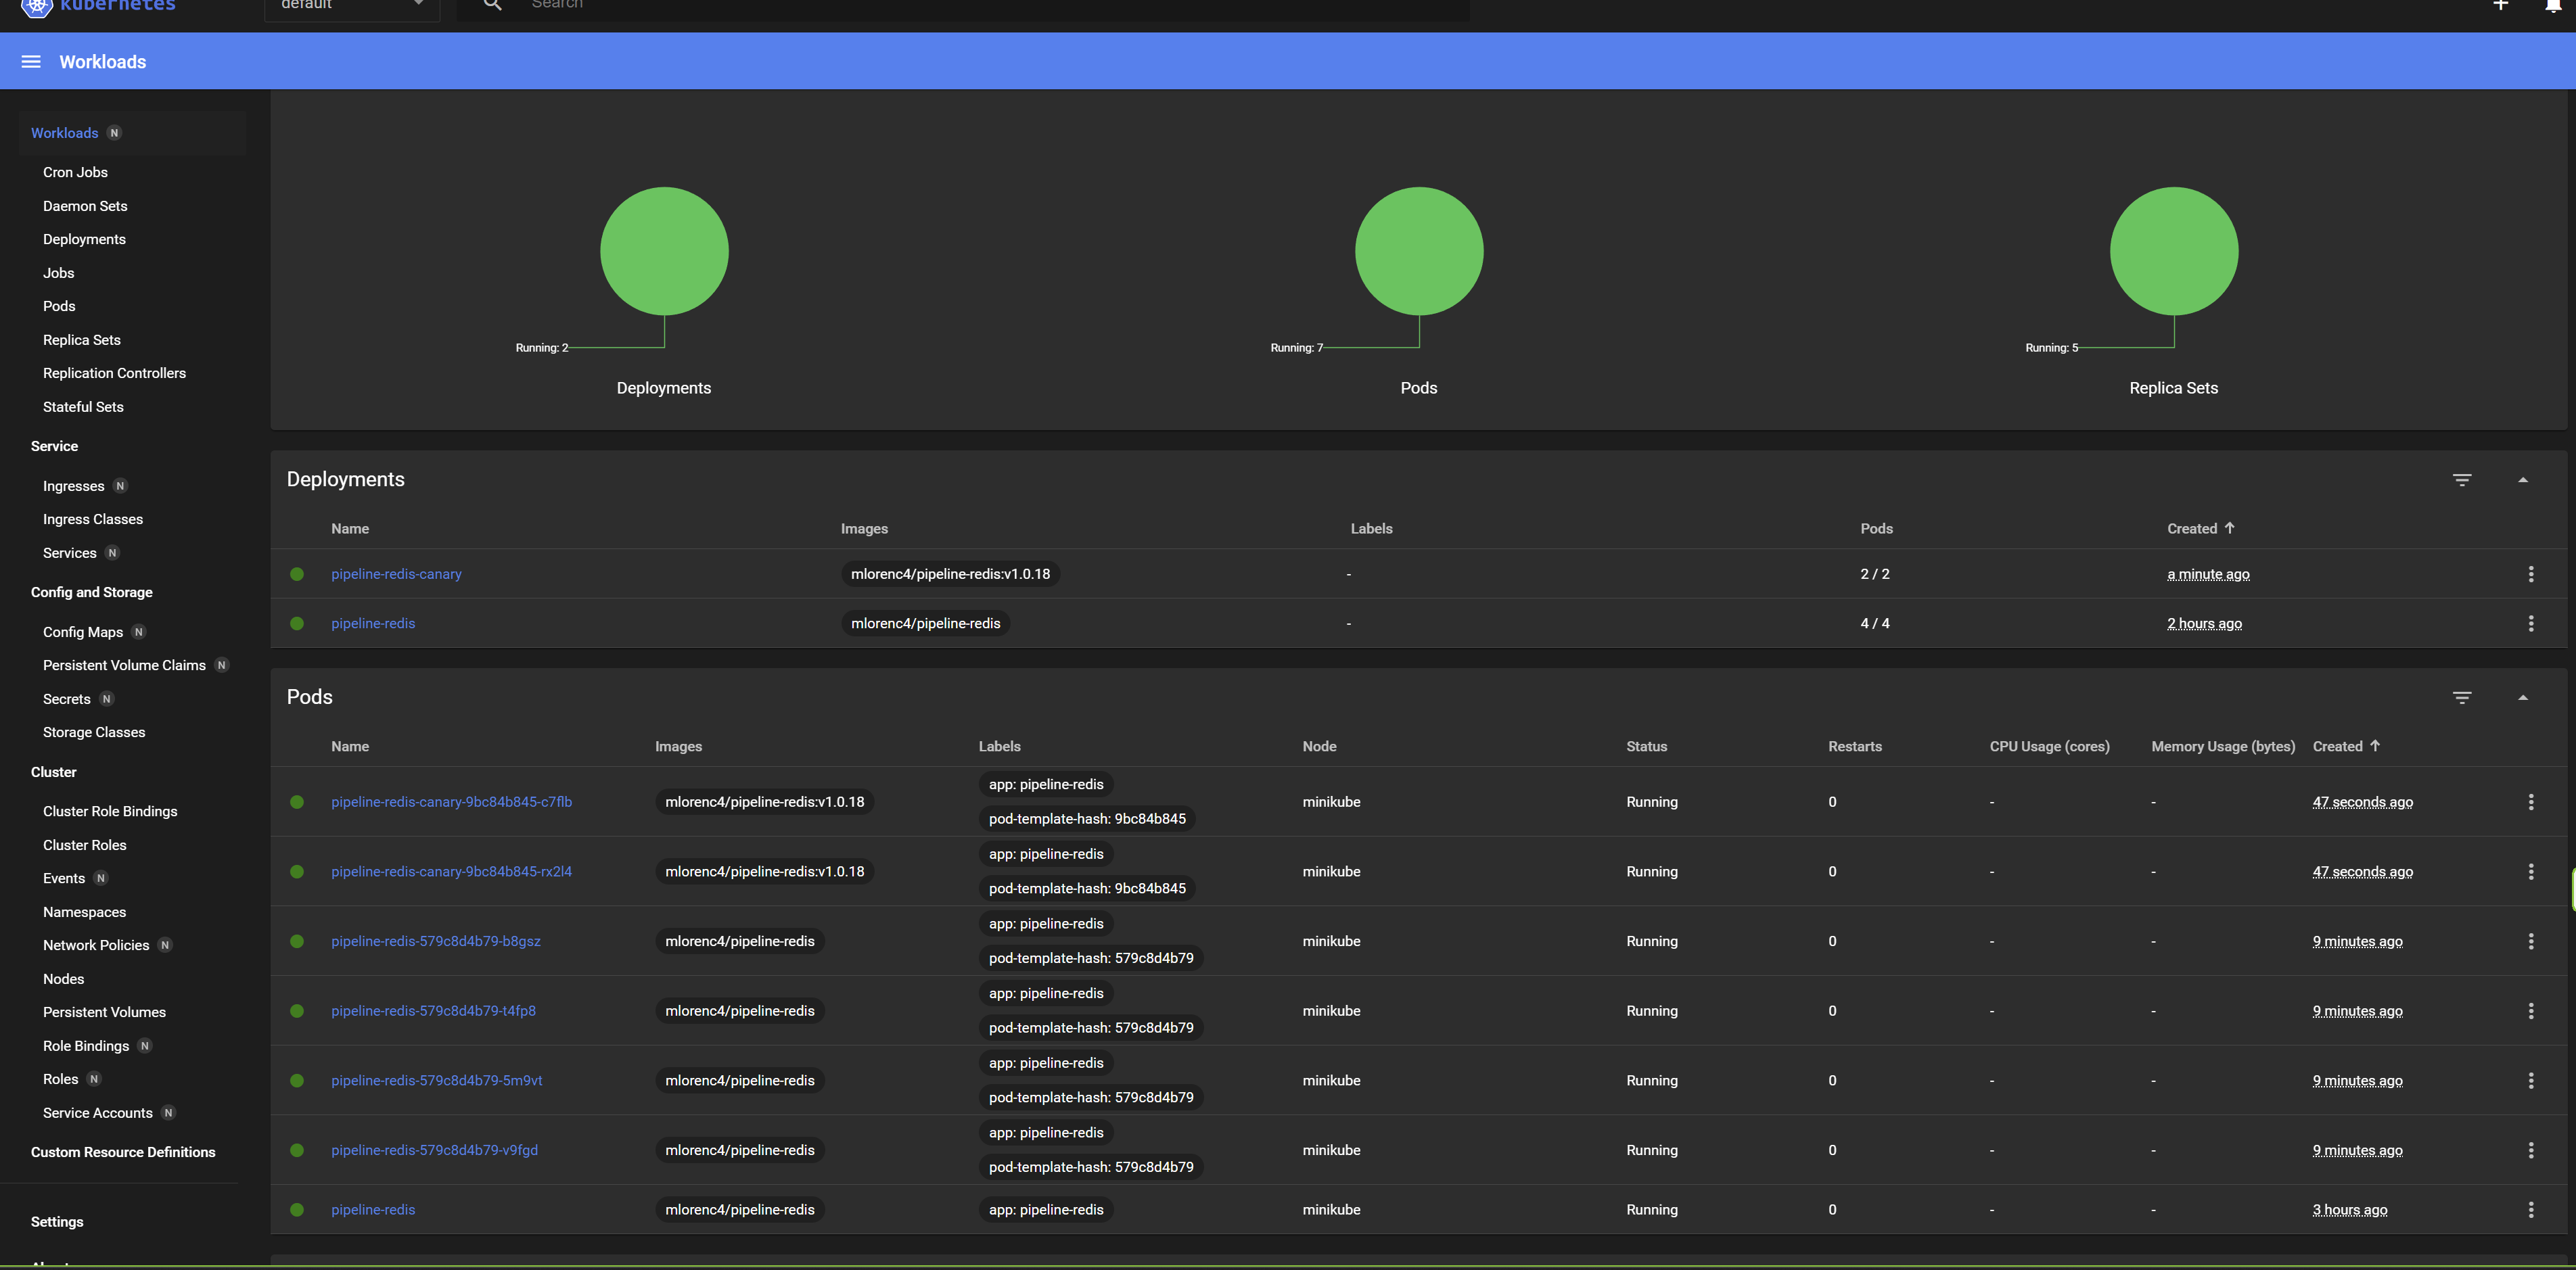 kubernetes
default
Search
Workloads
Workloads N
Cron Jobs
Daemon Sets
Deployments
Jobs
Pods
Replica Sets
Replication Controllers
Stateful Sets
Service
Ingresses N
Ingress Classes
Services N
Config and Storage
Config Maps N
Persistent Volume Claims N
Secrets N
Storage Classes
Cluster
Cluster Role Bindings
Cluster Roles
Events N
Namespaces
Network Policies N
Nodes
Persistent Volumes
Role Bindings N
Roles N
Service Accounts N
Custom Resource Definitions
Settings
Running: 2
Deployments
Running: 7
Pods
Running: 5
Replica Sets
Deployments
Name Images Labels Pods Created
pipeline-redis-canary mlorenc4/pipeline-redis:v1.0.18 - 2 / 2 a minute ago
pipeline-redis mlorenc4/pipeline-redis - 4 / 4 2 hours ago
Pods
Name Images Labels Node Status Restarts CPU Usage (cores) Memory Usage (bytes) Created
app: pipeline-redis
pipeline-redis-canary-9bc84b845-c7flb mlorenc4/pipeline-redis:v1.0.18 minikube Running 0 - - 47 seconds ago
pod-template-hash: 9bc84b845
app: pipeline-redis
pipeline-redis-canary-9bc84b845-rx2l4 mlorenc4/pipeline-redis:v1.0.18 minikube Running 0 - - 47 seconds ago
pod-template-hash: 9bc84b845
app: pipeline-redis
pipeline-redis-579c8d4b79-b8gsz mlorenc4/pipeline-redis minikube Running 0 - - 9 minutes ago
pod-template-hash: 579c8d4b79
app: pipeline-redis
pipeline-redis-579c8d4b79-t4fp8 mlorenc4/pipeline-redis minikube Running 0 - - 9 minutes ago
pod-template-hash: 579c8d4b79
app: pipeline-redis
pipeline-redis-579c8d4b79-5m9vt mlorenc4/pipeline-redis minikube Running 0 - - 9 minutes ago
pod-template-hash: 579c8d4b79
app: pipeline-redis
pipeline-redis-579c8d4b79-v9fgd mlorenc4/pipeline-redis minikube Running 0 - - 9 minutes ago
pod-template-hash: 579c8d4b79
pipeline-redis mlorenc4/pipeline-redis app: pipeline-redis minikube Running 0 - - 3 hours ago